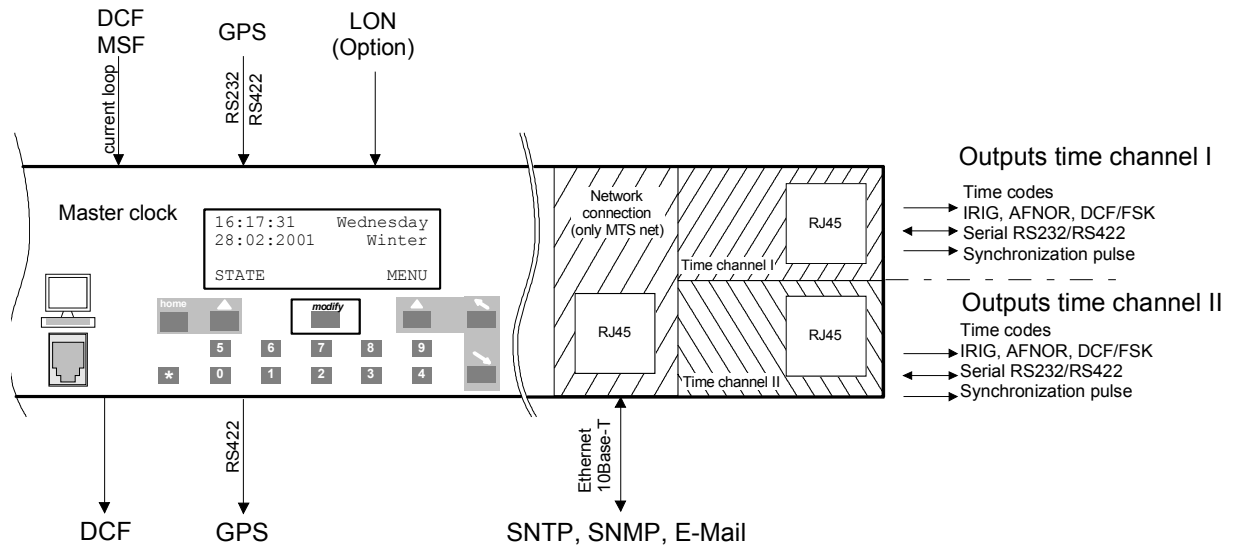 DCF
MSF
GPS
LON
(Option)
current loop
RS232
RS422
Master clock
16:17:31 Wednesday
28:02:2001 Winter
STATE MENU
home
modify
5 6 7 8 9
* 0 1 2 3 4
Network
connection
(only MTS net)
RJ45
Time channel I
RJ45
Time channel II
RJ45
Outputs time channel I
Time codes
IRIG, AFNOR, DCF/FSK
Serial RS232/RS422
Synchronization pulse
Outputs time channel II
Time codes
IRIG, AFNOR, DCF/FSK
Serial RS232/RS422
Synchronization pulse
RS422
Ethernet
10Base-T
DCF
GPS
SNTP, SNMP, E-Mail